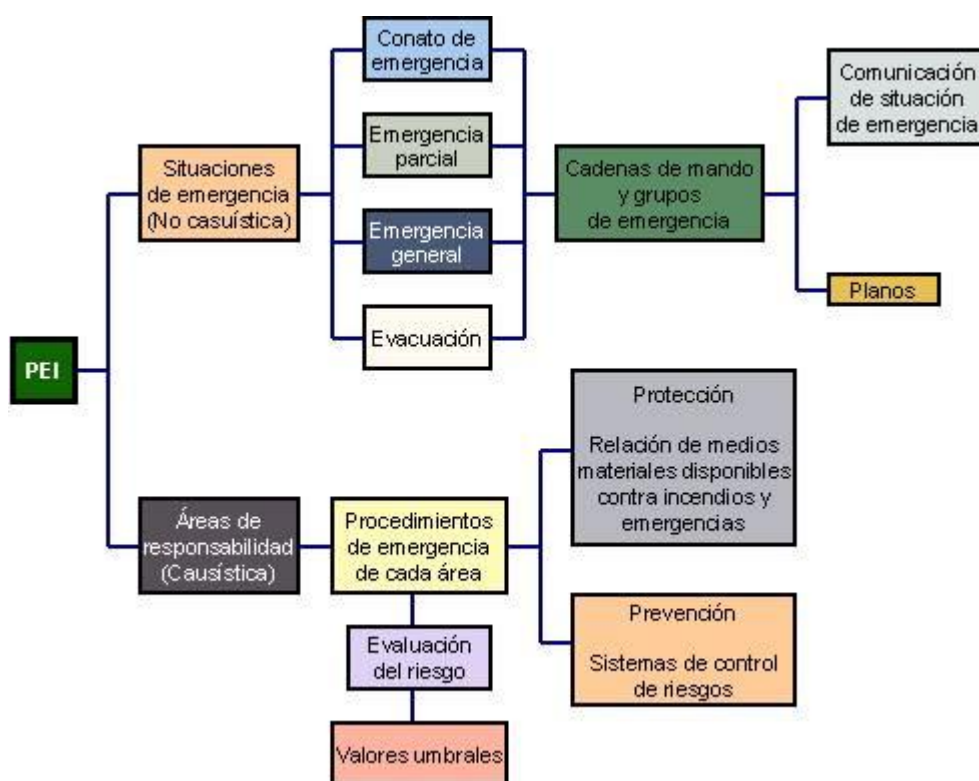 PEI
Situaciones
de emergencia
(No casuística)
Conato de
emergencia
Emergencia
parcial
Emergencia
general
Evacuación
Cadenas de mando
y grupos
de emergencia
Comunicación
de situación
de emergencia
Planos
Áreas de
responsabilidad
(Causística)
Procedimientos
de emergencia
de cada área
Evaluación
del riesgo
Valores umbrales
Protección
Relación de medios
materiales disponibles
contra incendios y
emergencias
Prevención
Sistemas de control
de riesgos